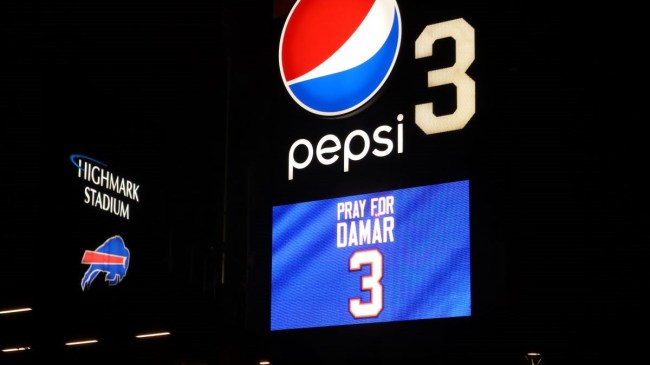 3
pepsi
HIGHMARK
STADIUM
PRAY FOR
DAMAR
3